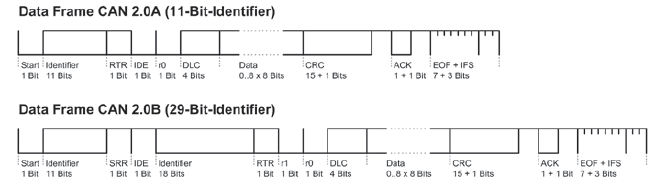 Data Frame CAN 2.0A (11-Bit-Identifier)
Start Identifier RTR IDE r0 DLC Data CRC ACK EOF + IFS
1 Bit 11 Bits 1 Bit 1 Bit 1 Bit 4 Bits 0..8 x 8 Bits 15 + 1 Bits 1 + 1 Bit 7 + 3 Bits
Data Frame CAN 2.0B (29-Bit-Identifier)
Start Identifier SRR IDE Identifier RTR r1 r0 DLC Data CRC ACK EOF + IFS
1 Bit 11 Bits 1 Bit 1 Bit 18 Bits 1 Bit 1 Bit 1 Bit 4 Bits 0..8 x 8 Bits 15 + 1 Bits 1 + 1 Bit 7 + 3 Bits